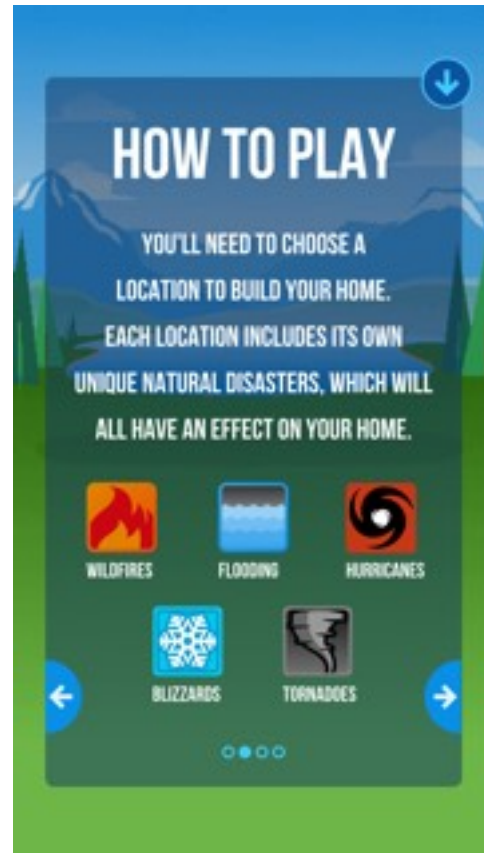 HOW TO PLAY
YOU'LL NEED TO CHOOSE A
LOCATION TO BUILD YOUR HOME.
EACH LOCATION INCLUDES ITS OWN
UNIQUE NATURAL DISASTERS, WHICH WILL
ALL HAVE AN EFFECT ON YOUR HOME.
WILDFIRES FLOODING HURRICANES
BLIZZARDS TORNADOES